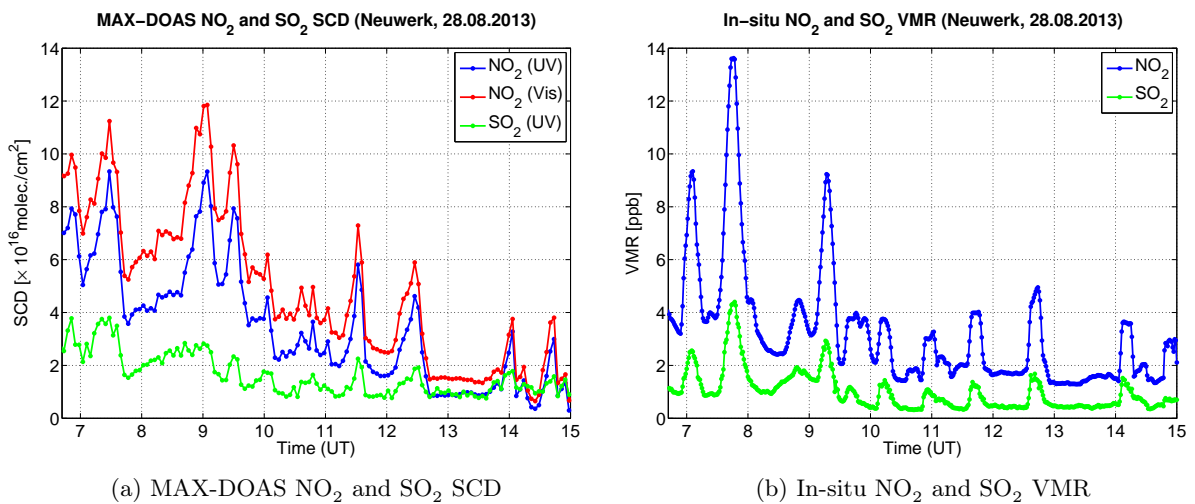 MAX−DOAS NO₂ and SO₂ SCD (Neuwerk, 28.08.2013)
14
12
10
8
6
4
2
0
SCD [× 10¹⁶ molec./cm²]
NO₂ (UV)
NO₂ (Vis)
SO₂ (UV)
7 8 9 10 11 12 13 14 15
Time (UT)
(a) MAX-DOAS NO₂ and SO₂ SCD
In−situ NO₂ and SO₂ VMR (Neuwerk, 28.08.2013)
14
12
10
8
6
4
2
0
VMR [ppb]
NO₂
SO₂
7 8 9 10 11 12 13 14 15
Time (UT)
(b) In-situ NO₂ and SO₂ VMR